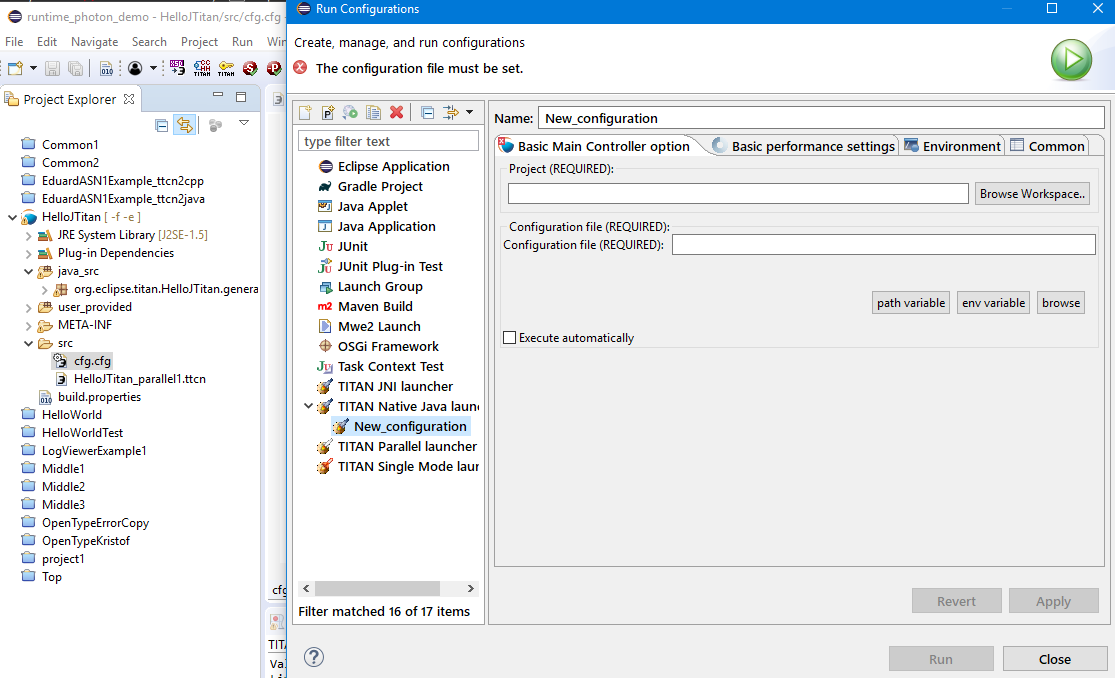 runtime_photon_demo - HelloJTitan/src/cfg.cfg -
File Edit Navigate Search Project Run
Project Explorer
Common1
Common2
EduardASN1Example_ttcn2cpp
EduardASN1Example_ttcn2java
HelloJTitan [ -f -e ]
JRE System Library [J2SE-1.5]
Plug-in Dependencies
java_src
org.eclipse.titan.HelloJTitan.genera
user_provided
META-INF
src
cfg.cfg
HelloJTitan_parallel1.ttcn
build.properties
HelloWorld
HelloWorldTest
LogViewerExample1
Middle1
Middle2
Middle3
OpenTypeErrorCopy
OpenTypeKristof
project1
Top
cfg
TITA
Va
Run Configurations
Create, manage, and run configurations
The configuration file must be set.
type filter text
Eclipse Application
Gradle Project
Java Applet
Java Application
JUnit
JUnit Plug-in Test
Launch Group
Maven Build
Mwe2 Launch
OSGi Framework
Task Context Test
TITAN JNI launcher
TITAN Native Java laun
New_configuration
TITAN Parallel launcher
TITAN Single Mode laur
Filter matched 16 of 17 items
Name: New_configuration
Basic Main Controller option Basic performance settings Environment Common
Project (REQUIRED):
Browse Workspace..
Configuration file (REQUIRED):
Configuration file (REQUIRED):
path variable env variable browse
Execute automatically
Revert Apply
Run Close